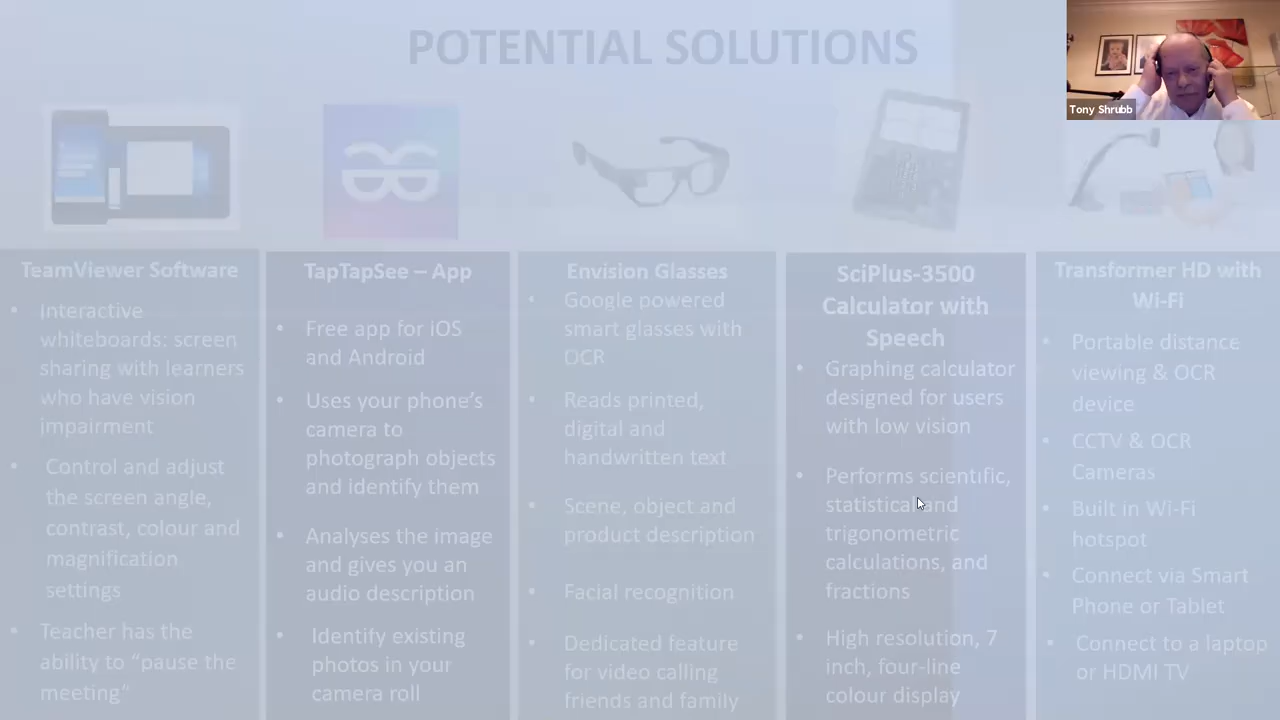 POTENTIAL SOLUTIONS
Tony Shrubb
TeamViewer Software
• Interactive
whiteboards: screen
sharing with learners
who have vision
impairment
• Control and adjust
the screen angle,
contrast, colour and
magnification
settings
• Teacher has the
ability to “pause the
meeting”
TapTapSee – App
• Free app for iOS
and Android
• Uses your phone’s
camera to
photograph objects
and identify them
• Analyses the image
and gives you an
audio description
• Identify existing
photos in your
camera roll
Envision Glasses
• Google powered
smart glasses with
OCR
• Reads printed,
digital and
handwritten text
• Scene, object and
product description
• Facial recognition
• Dedicated feature
for video calling
friends and family
SciPlus-3500
Calculator with
Speech
• Graphing calculator
designed for users
with low vision
• Performs scientific,
statistical and
trigonometric
calculations, and
fractions
• High resolution, 7
inch, four-line
colour display
Transformer HD with
Wi-Fi
• Portable distance
viewing & OCR
device
• CCTV & OCR
Cameras
• Built in Wi-Fi
hotspot
• Connect via Smart
Phone or Tablet
• Connect to a laptop
or HDMI TV